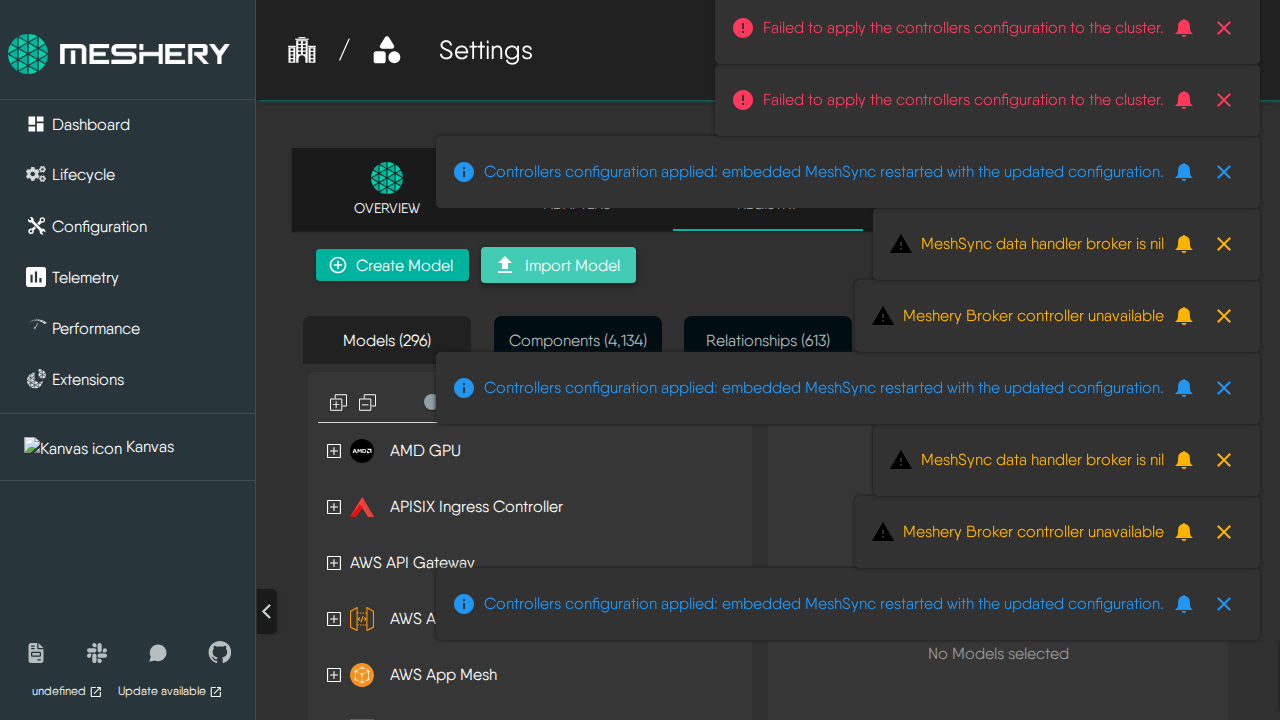 MESHERY
/
Settings
Failed to apply the controllers configuration to the cluster.
Failed to apply the controllers configuration to the cluster.
Dashboard
Lifecycle
Configuration
Telemetry
Performance
Extensions
Kanvas icon Kanvas
undefined
Update available
Controllers configuration applied: embedded MeshSync restarted with the updated configuration.
OVERVIEW
MeshSync data handler broker is nil
Create Model
Import Model
Meshery Broker controller unavailable
Models (296)
Components (4,134)
Relationships (613)
Controllers configuration applied: embedded MeshSync restarted with the updated configuration.
AMD GPU
AMD
MeshSync data handler broker is nil
APISIX Ingress Controller
Meshery Broker controller unavailable
AWS API Gateway
Controllers configuration applied: embedded MeshSync restarted with the updated configuration.
AWS A
AWS App Mesh
No Models selected